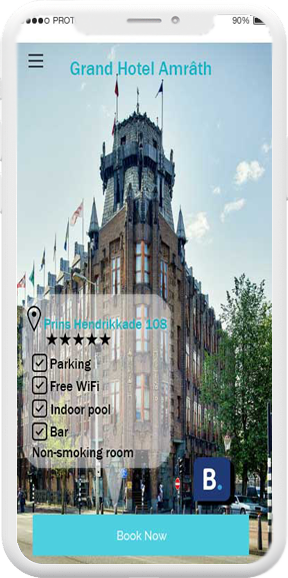 PROT
90%
Grand Hotel Amrâth
Prins Hendrikkade 108
★★★★★
Parking
Free WiFi
Indoor pool
Bar
Non-smoking room
B.
Book Now